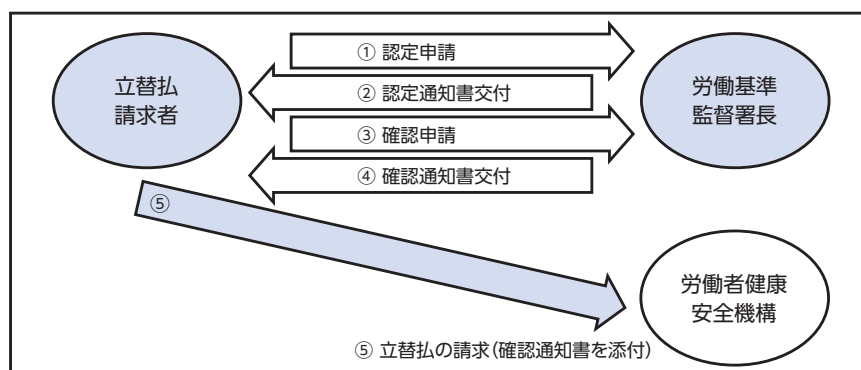 立替払
請求者
① 認定申請
② 認定通知書交付
③ 確認申請
④ 確認通知書交付
労働基準
監督署長
⑤
労働者健康
安全機構
⑤ 立替払の請求(確認通知書を添付)